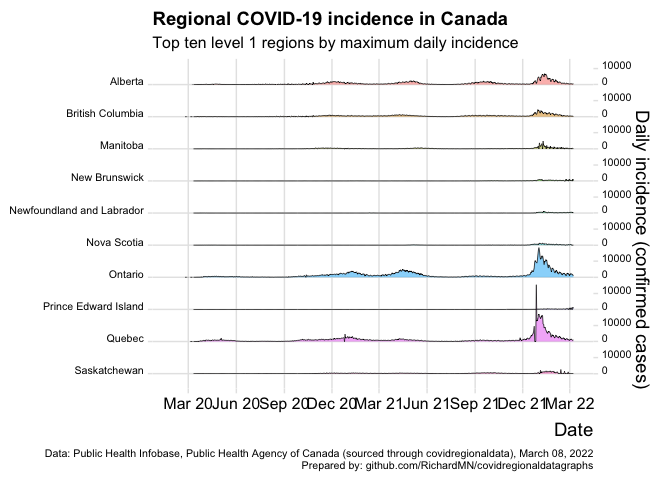 Regional COVID-19 incidence in Canada
Top ten level 1 regions by maximum daily incidence
Alberta
10000
0
British Columbia
10000
0
Manitoba
10000
0
New Brunswick
10000
0
Newfoundland and Labrador
10000
0
Nova Scotia
10000
0
Ontario
10000
0
Prince Edward Island
10000
0
Quebec
10000
0
Saskatchewan
10000
0
Daily incidence (confirmed cases)
Mar 20 Jun 20 Sep 20 Dec 20 Mar 21 Jun 21 Sep 21 Dec 21 Mar 22
Date
Data: Public Health Infobase, Public Health Agency of Canada (sourced through covidregionaldata), March 08, 2022
Prepared by: github.com/RichardMN/covidregionaldatagraphs